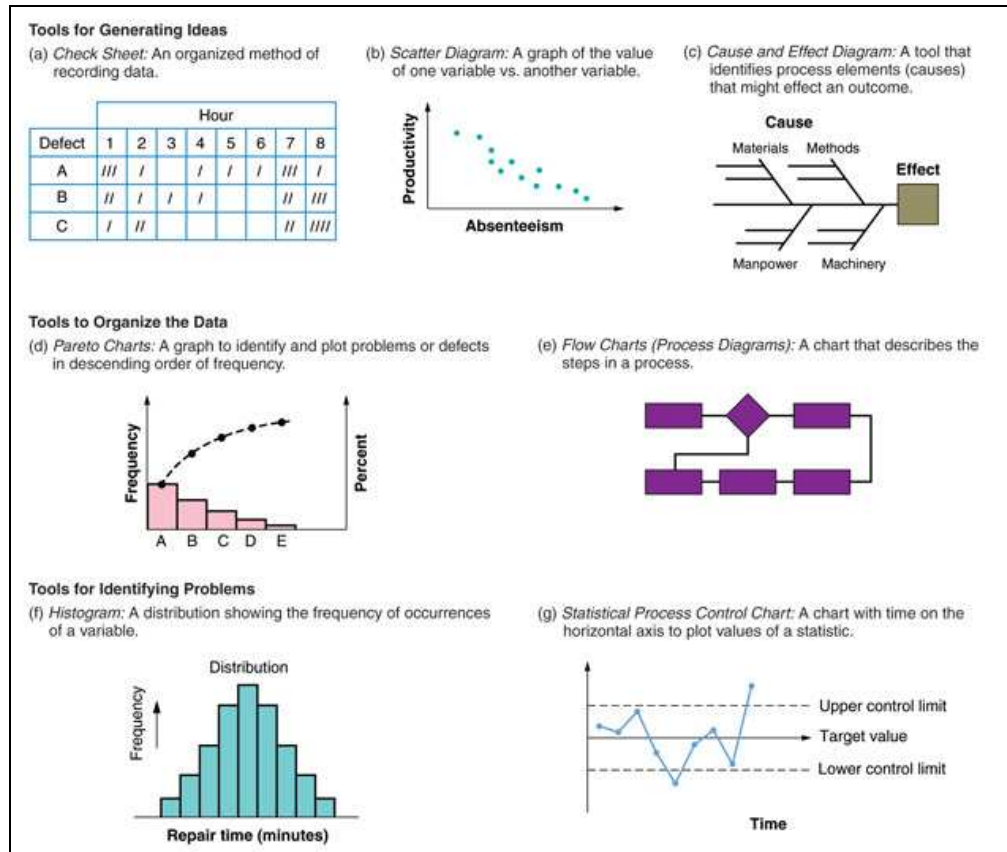 Tools for Generating Ideas
(a) Check Sheet: An organized method of
recording data.
Hour
Defect 1 2 3 4 5 6 7 8
A /// / / / / /// /
B // / / / // ///
C / // // ////
(b) Scatter Diagram: A graph of the value
of one variable vs. another variable.
Productivity
Absenteeism
(c) Cause and Effect Diagram: A tool that
identifies process elements (causes)
that might effect an outcome.
Cause
Materials Methods
Effect
Manpower Machinery
Tools to Organize the Data
(d) Pareto Charts: A graph to identify and plot problems or defects
in descending order of frequency.
Frequency
Percent
A B C D E
(e) Flow Charts (Process Diagrams): A chart that describes the
steps in a process.
Tools for Identifying Problems
(f) Histogram: A distribution showing the frequency of occurrences
of a variable.
Distribution
Frequency
Repair time (minutes)
(g) Statistical Process Control Chart: A chart with time on the
horizontal axis to plot values of a statistic.
Upper control limit
Target value
Lower control limit
Time